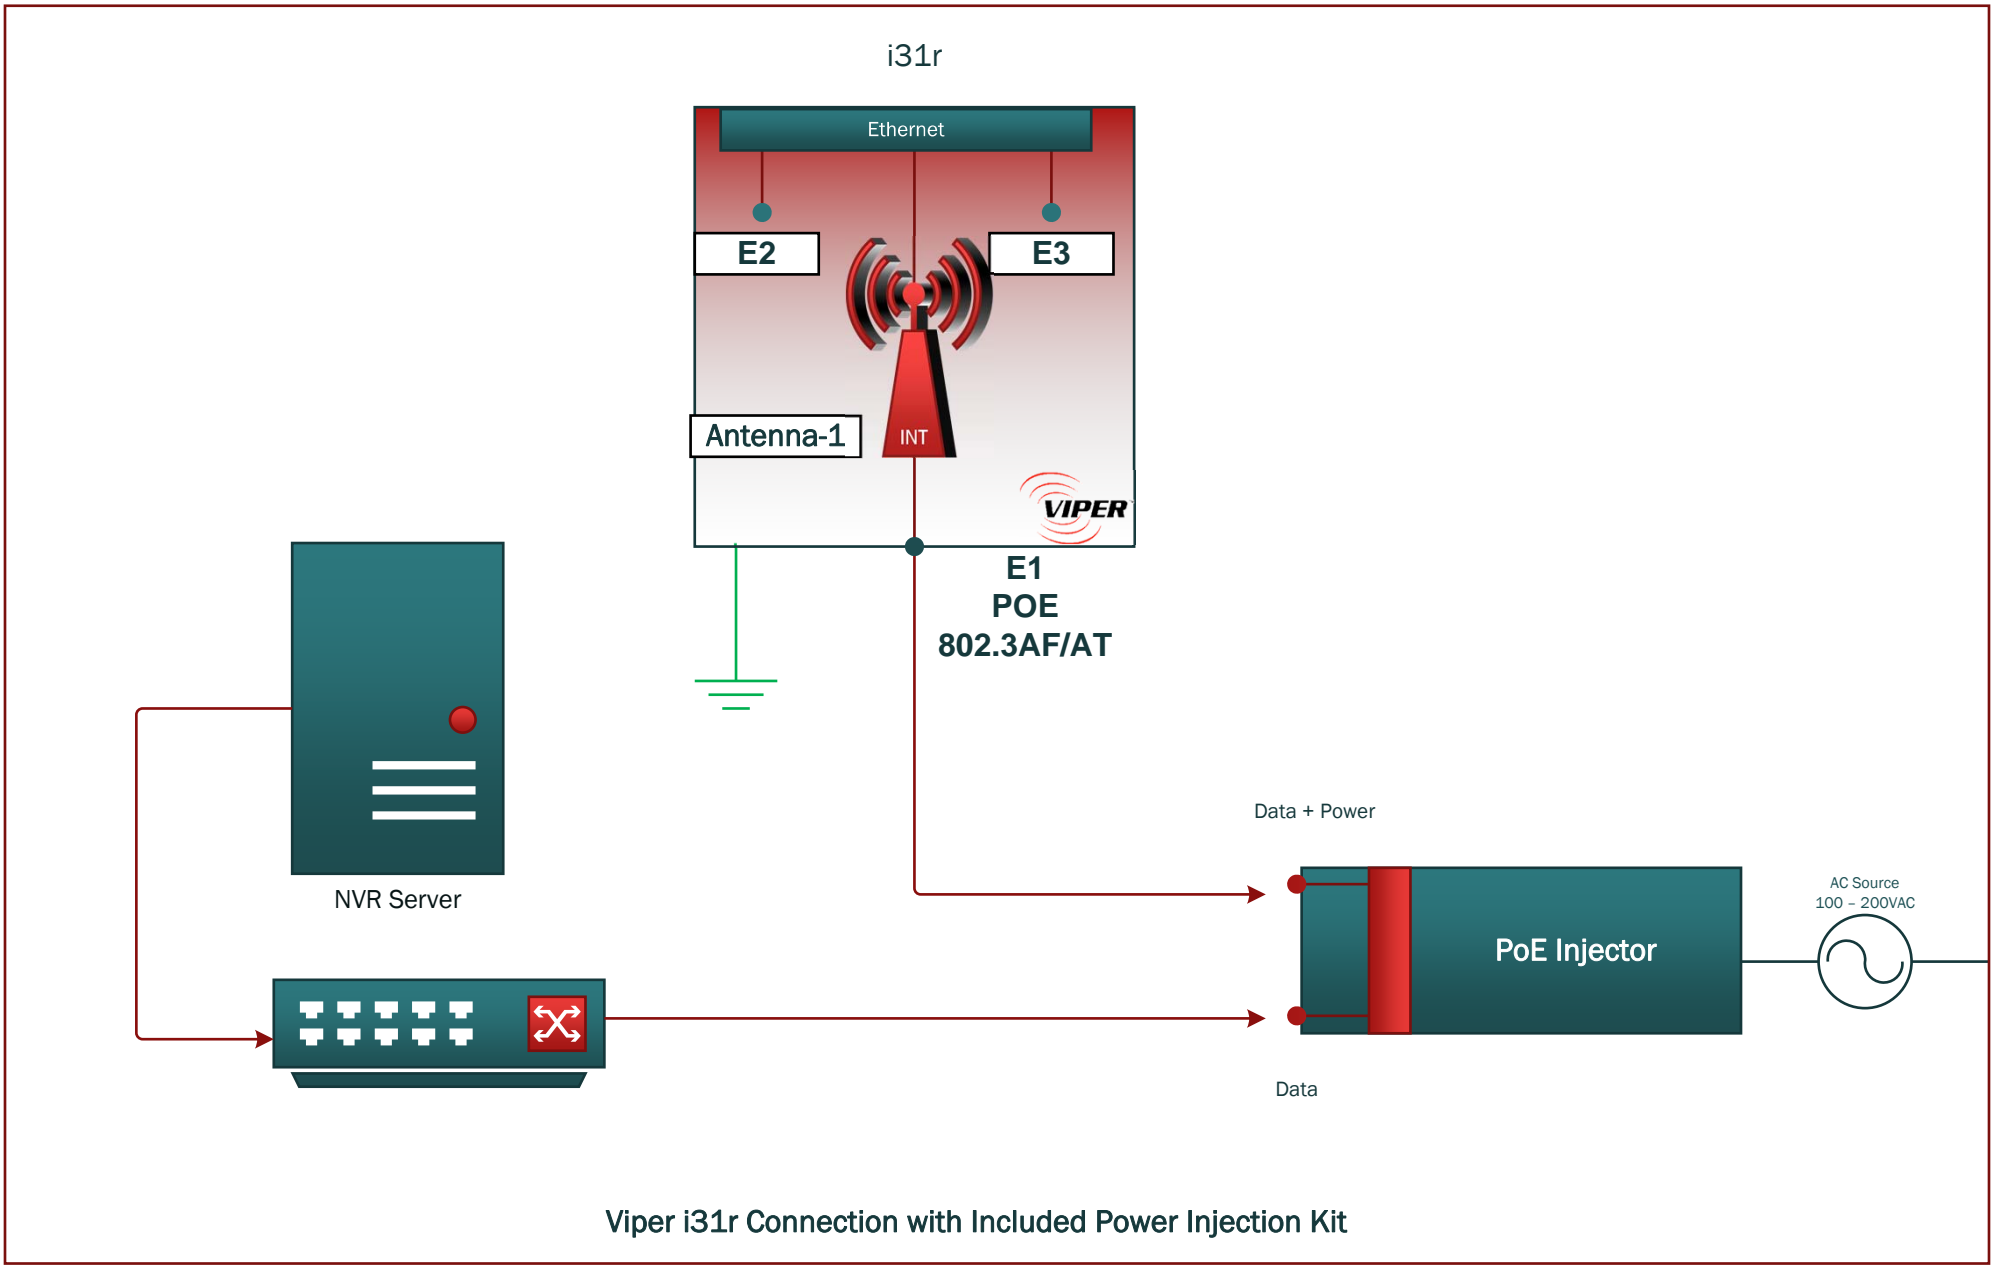 i31r
Ethernet
E2
E3
Antenna-1
INT
VIPER
E1
POE
802.3AF/AT
NVR Server
Data + Power
AC Source
100 – 200VAC
PoE Injector
Data
Viper i31r Connection with Included Power Injection Kit